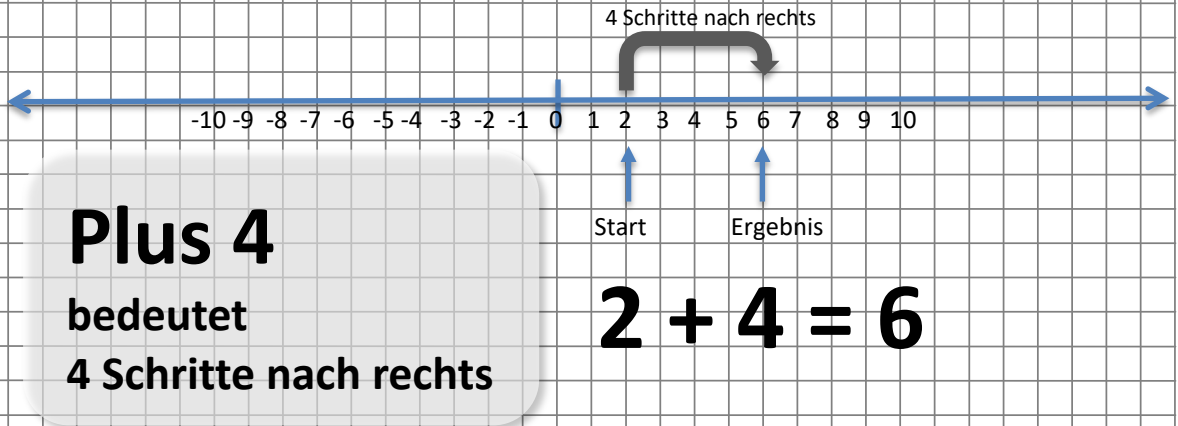 4 Schritte nach rechts
-10 -9 -8 -7 -6 -5 -4 -3 -2 -1 0 1 2 3 4 5 6 7 8 9 10
Start Ergebnis
Plus 4
bedeutet
4 Schritte nach rechts
2 + 4 = 6